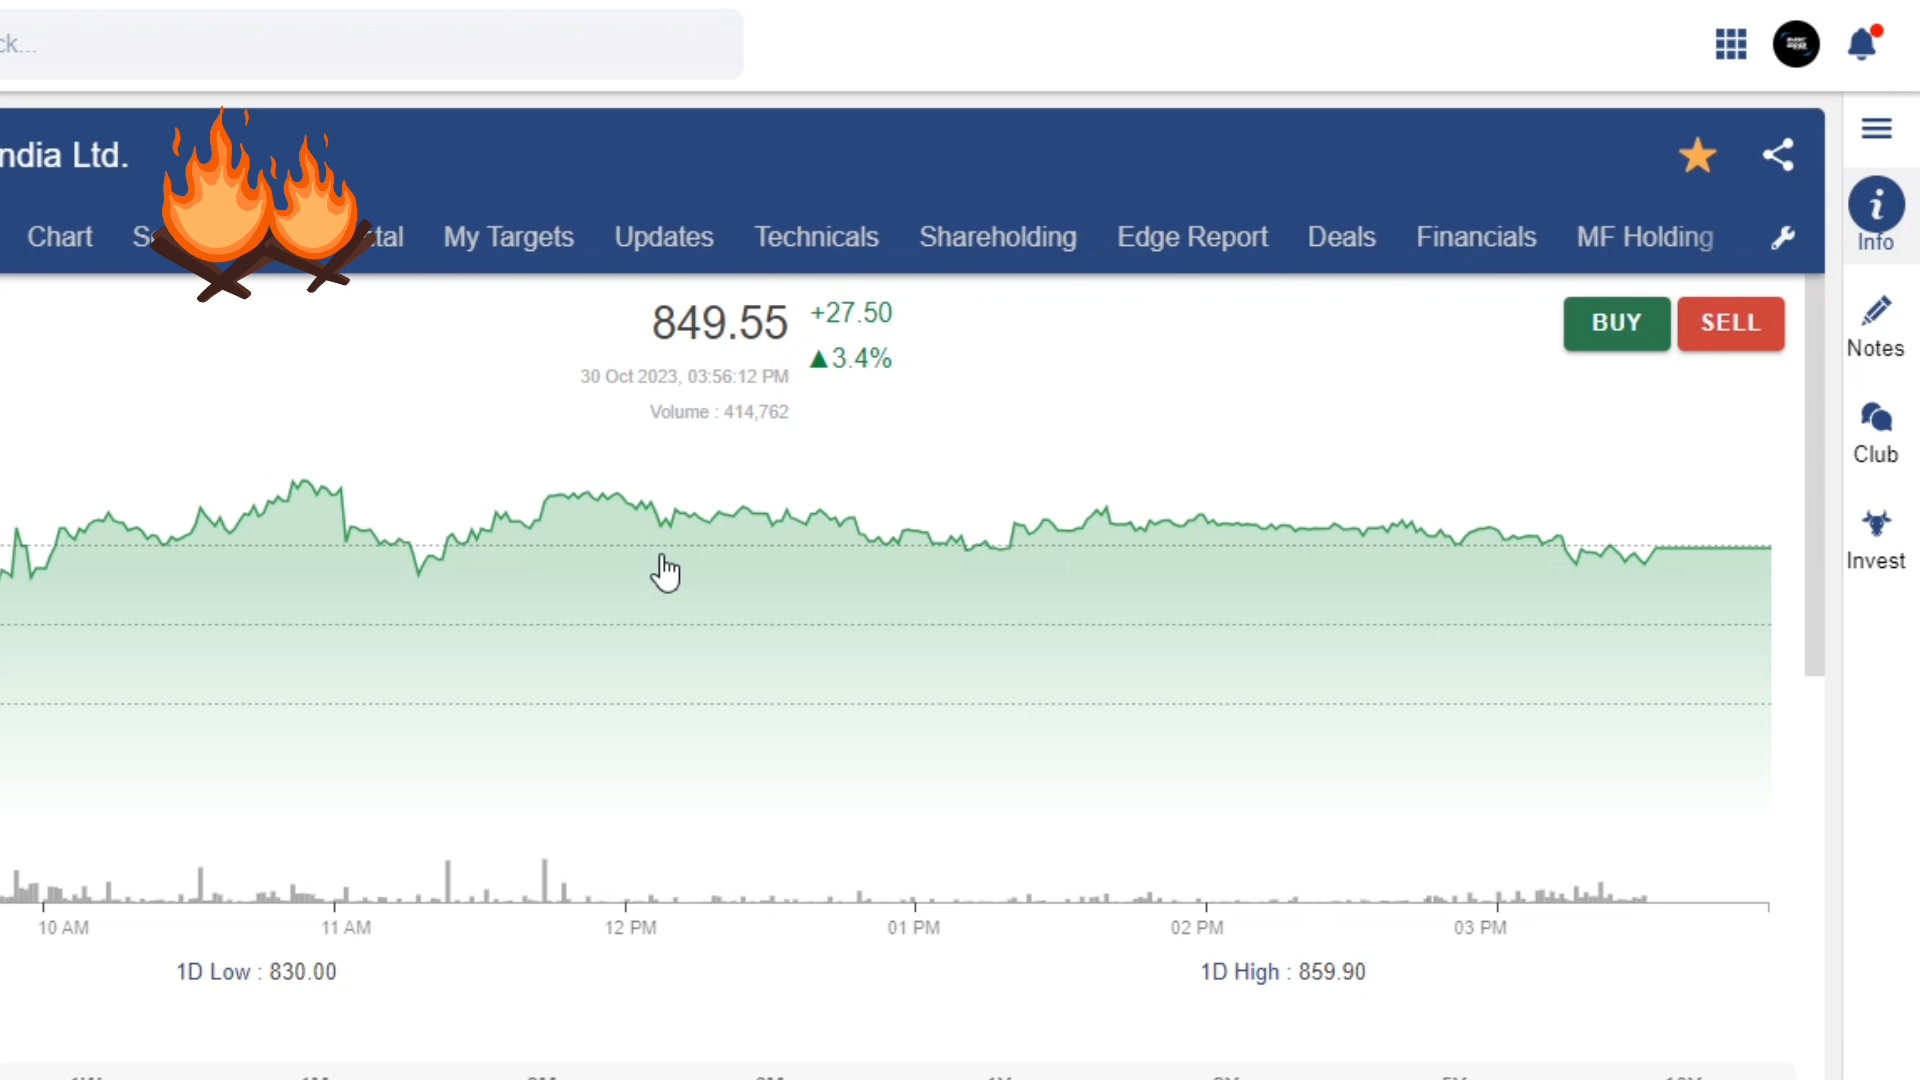 ck...
ndia Ltd.
Chart My Targets Updates Technicals Shareholding Edge Report Deals Financials MF Holding
Info
849.55 +27.50
▲3.4%
30 Oct 2023, 03:56:12 PM
Volume : 414,762
BUY SELL
Notes
Club
Invest
10 AM 11 AM 12 PM 01 PM 02 PM 03 PM
1D Low : 830.00 1D High : 859.90